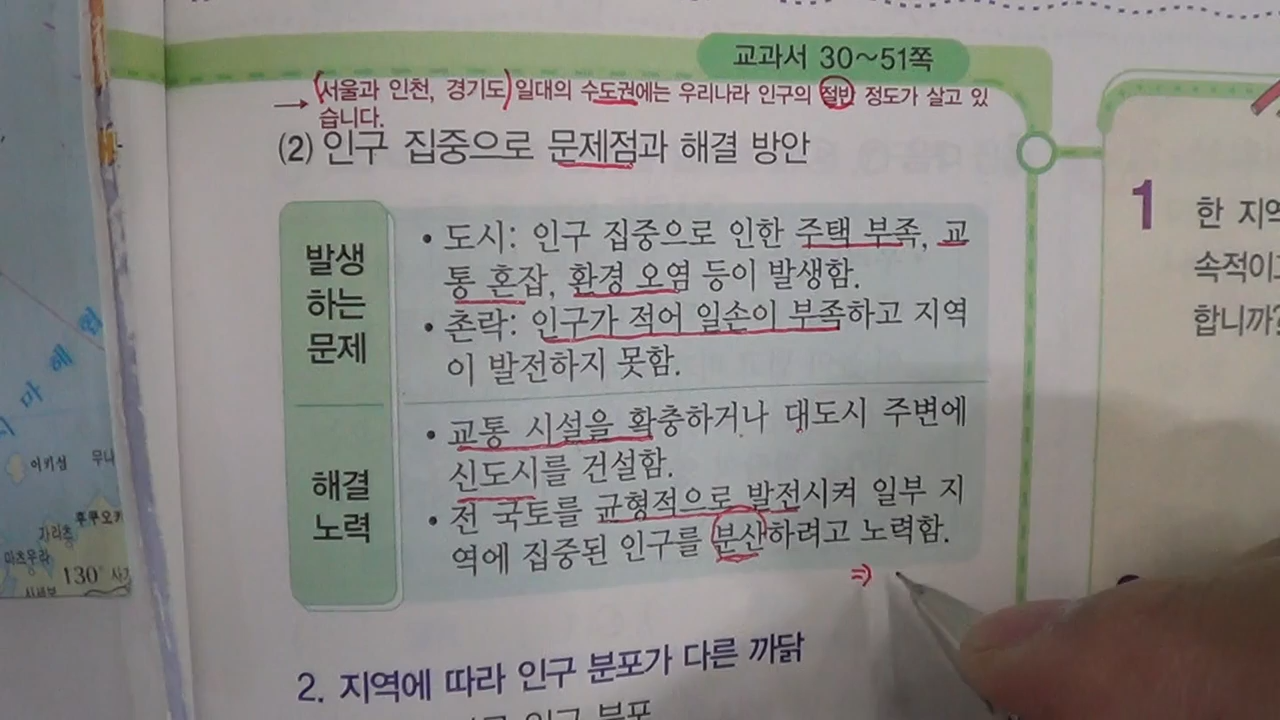 교과서 30~51쪽
→ (서울과 인천, 경기도) 일대의 수도권에는 우리나라 인구의 절반 정도가 살고 있
습니다.
(2) 인구 집중으로 문제점과 해결 방안
발생
하는
문제
• 도시: 인구 집중으로 인한 주택 부족, 교
통 혼잡, 환경 오염 등이 발생함.
• 촌락: 인구가 적어 일손이 부족하고 지역
이 발전하지 못함.
해결
노력
• 교통 시설을 확충하거나 대도시 주변에
신도시를 건설함.
• 전 국토를 균형적으로 발전시켜 일부 지
역에 집중된 인구를 분산하려고 노력함.
⇒
2. 지역에 따라 인구 분포가 다른 까닭
인구 분포
1
한 지역
속적이
합니까?
이키섬
무나
후쿠오카
가라쓰
130°